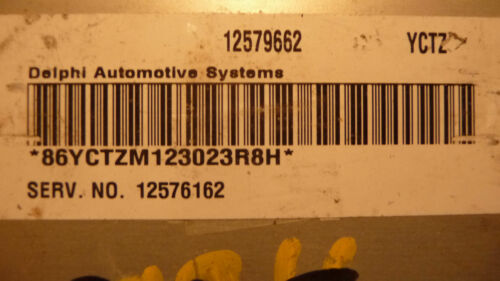 12579662 YCTZ
Delphi Automotive Systems
*86YCTZM123023R8H*
SERV. NO. 12576162